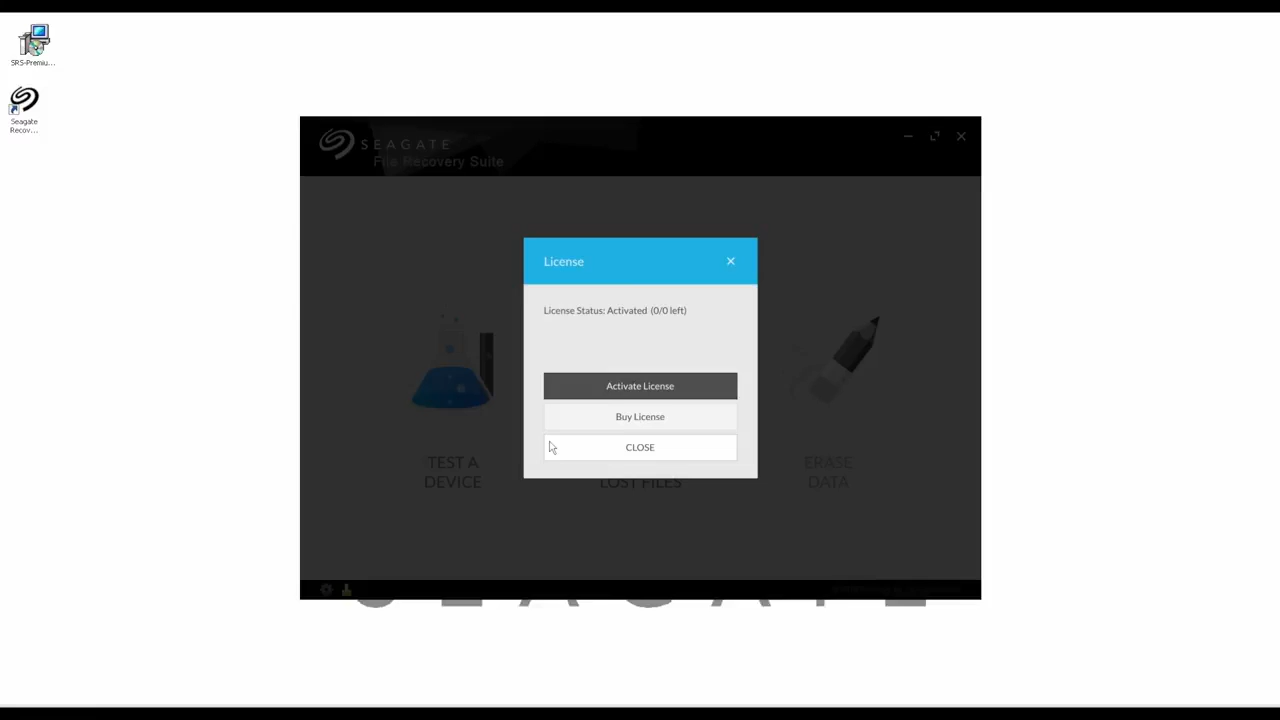 SRS-Premiu...
Seagate
Recov...
SEAGATE
File Recovery Suite
License
License Status: Activated (0/0 left)
Activate License
Buy License
CLOSE
TEST A
DEVICE
LOST FILES
ERASE
DATA